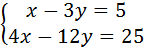 x − 3y = 5
4x − 12y = 25